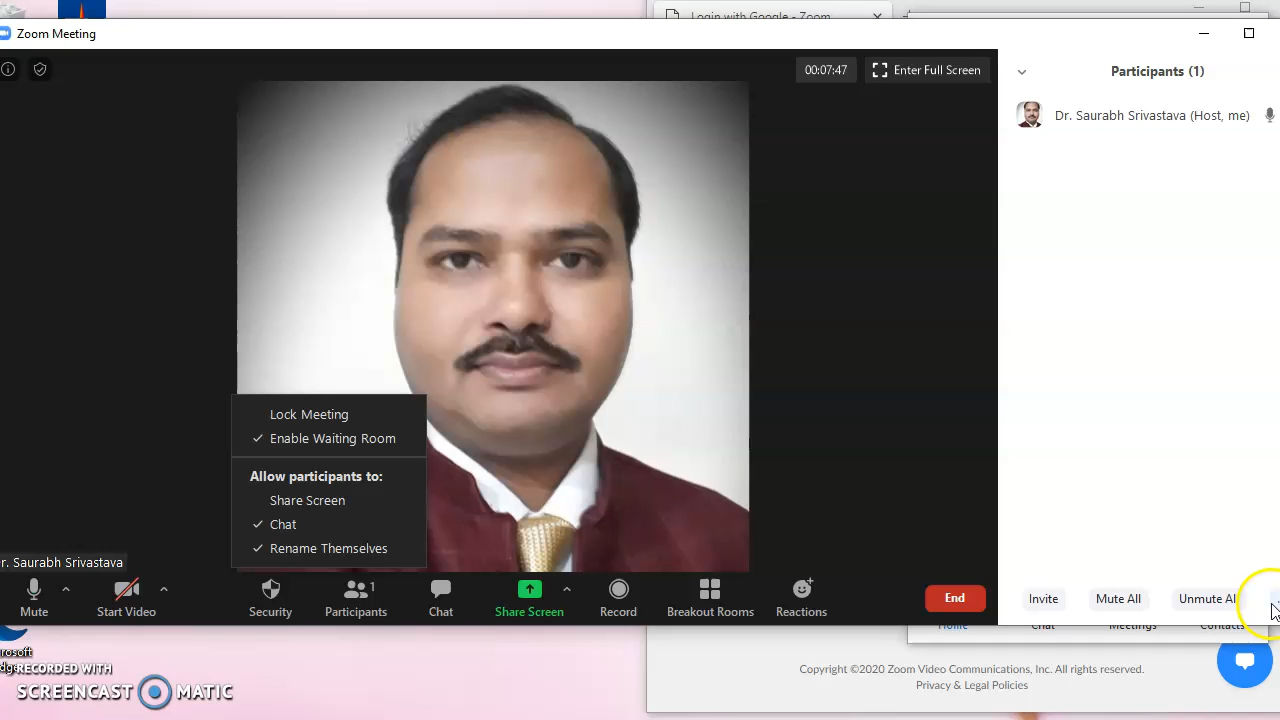 Login with Google - Zoom
Zoom Meeting
00:07:47
Enter Full Screen
Participants (1)
Dr. Saurabh Srivastava (Host, me)
Lock Meeting
Enable Waiting Room
Allow participants to:
Share Screen
Chat
Rename Themselves
r. Saurabh Srivastava
Mute
Start Video
Security
1
Participants
Chat
Share Screen
Record
Breakout Rooms
Reactions
End
Invite
Mute All
Unmute All
Home
Chat
Meetings
Contacts
rosoft
RECORDED WITH
SCREENCAST MATIC
Copyright ©2020 Zoom Video Communications, Inc. All rights reserved.
Privacy & Legal Policies